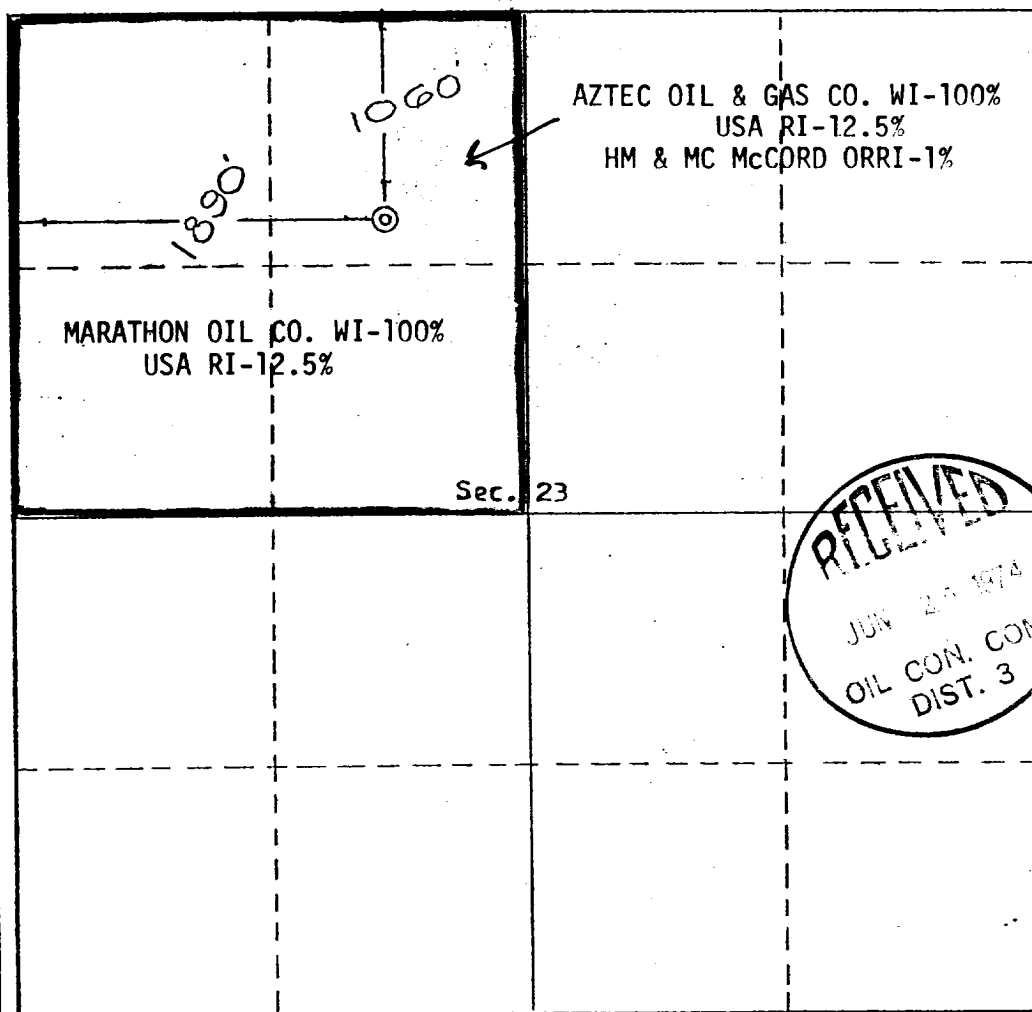 1060'
1890'
AZTEC OIL & GAS CO. WI-100%
USA RI-12.5%
HM & MC McCORD ORRI-1%
MARATHON OIL CO. WI-100%
USA RI-12.5%
Sec. 23
RECEIVED
JUN 1974
OIL CON. COM
DIST. 3